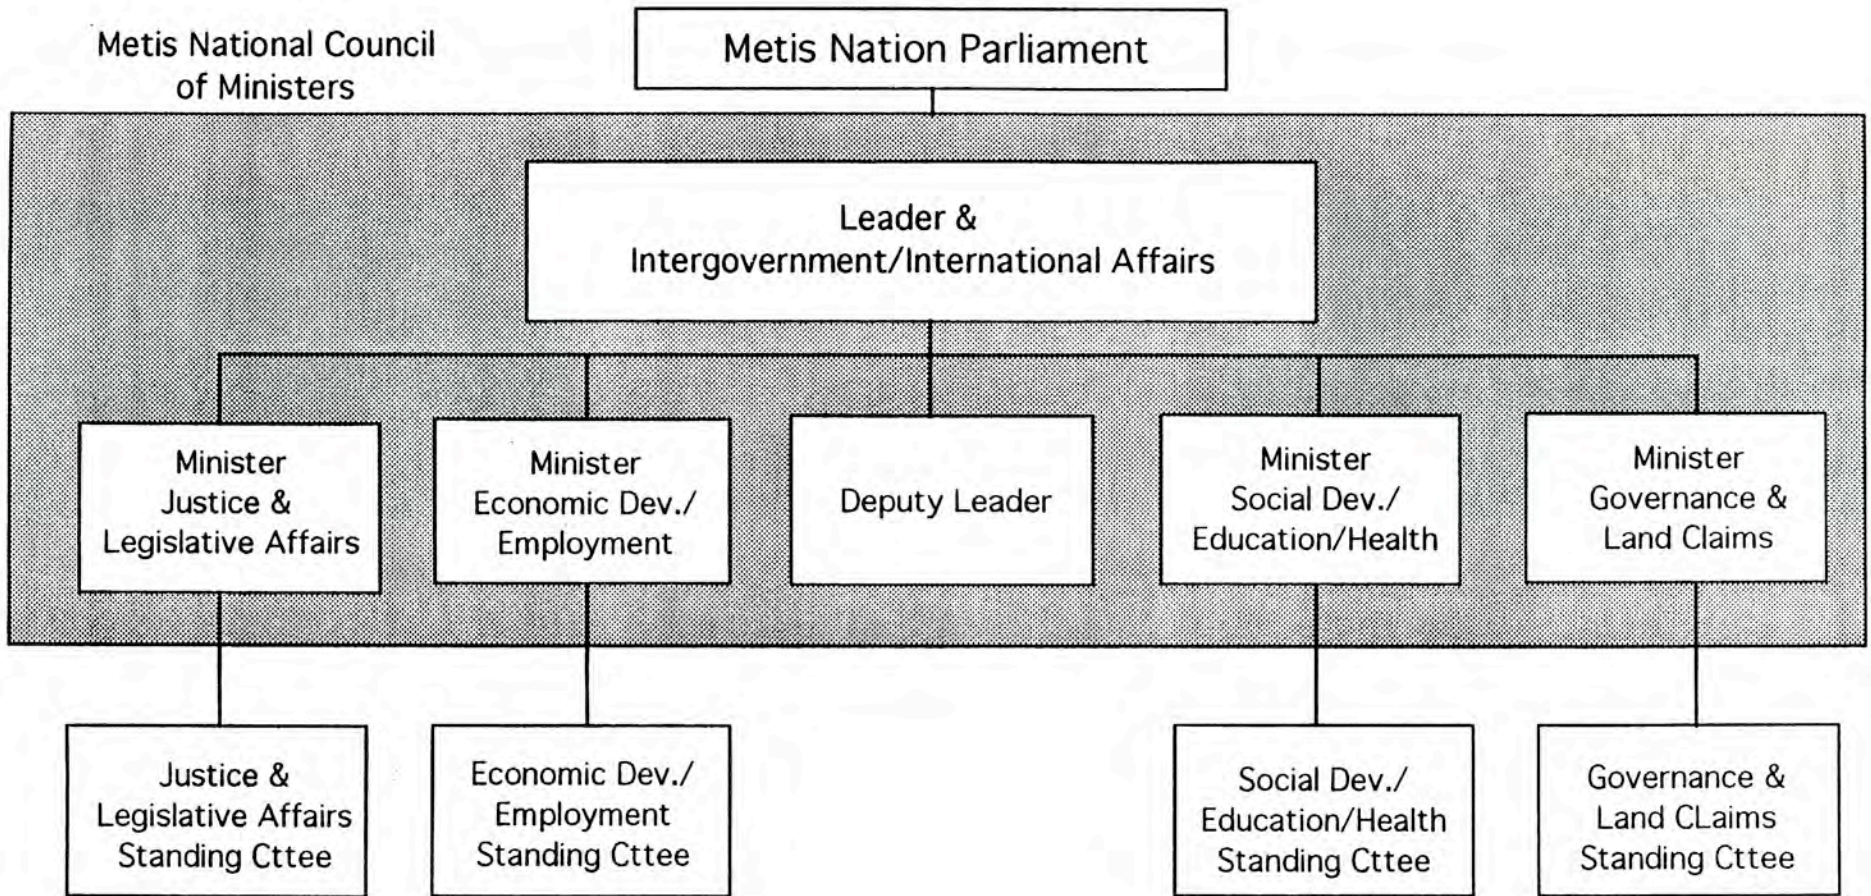 Metis National Council
of Ministers
Metis Nation Parliament
Leader &
Intergovernment/International Affairs
Minister
Justice &
Legislative Affairs
Minister
Economic Dev./
Employment
Deputy Leader
Minister
Social Dev./
Education/Health
Minister
Governance &
Land Claims
Justice &
Legislative Affairs
Standing Cttee
Economic Dev./
Employment
Standing Cttee
Social Dev./
Education/Health
Standing Cttee
Governance &
Land CLaims
Standing Cttee